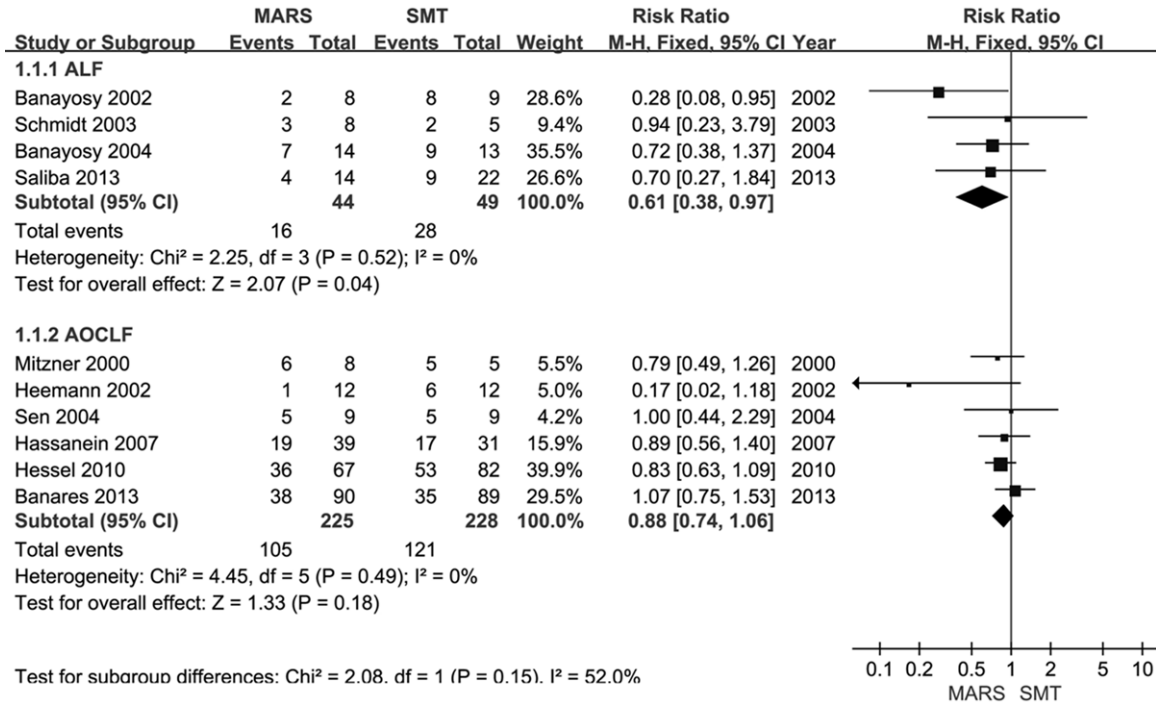 MARS SMT Risk Ratio Risk Ratio
Study or Subgroup Events Total Events Total Weight M-H, Fixed, 95% CI Year M-H, Fixed, 95% CI
1.1.1 ALF
Banayosy 2002 2 8 8 9 28.6% 0.28 [0.08, 0.95] 2002
Schmidt 2003 3 8 2 5 9.4% 0.94 [0.23, 3.79] 2003
Banayosy 2004 7 14 9 13 35.5% 0.72 [0.38, 1.37] 2004
Saliba 2013 4 14 9 22 26.6% 0.70 [0.27, 1.84] 2013
Subtotal (95% CI) 44 49 100.0% 0.61 [0.38, 0.97]
Total events 16 28
Heterogeneity: Chi² = 2.25, df = 3 (P = 0.52); I² = 0%
Test for overall effect: Z = 2.07 (P = 0.04)
1.1.2 AOCLF
Mitzner 2000 6 8 5 5 5.5% 0.79 [0.49, 1.26] 2000
Heemann 2002 1 12 6 12 5.0% 0.17 [0.02, 1.18] 2002
Sen 2004 5 9 5 9 4.2% 1.00 [0.44, 2.29] 2004
Hassanein 2007 19 39 17 31 15.9% 0.89 [0.56, 1.40] 2007
Hessel 2010 36 67 53 82 39.9% 0.83 [0.63, 1.09] 2010
Banares 2013 38 90 35 89 29.5% 1.07 [0.75, 1.53] 2013
Subtotal (95% CI) 225 228 100.0% 0.88 [0.74, 1.06]
Total events 105 121
Heterogeneity: Chi² = 4.45, df = 5 (P = 0.49); I² = 0%
Test for overall effect: Z = 1.33 (P = 0.18)
0.1 0.2 0.5 1 2 5 10
MARS SMT
Test for subgroup differences: Chi² = 2.08, df = 1 (P = 0.15), I² = 52.0%